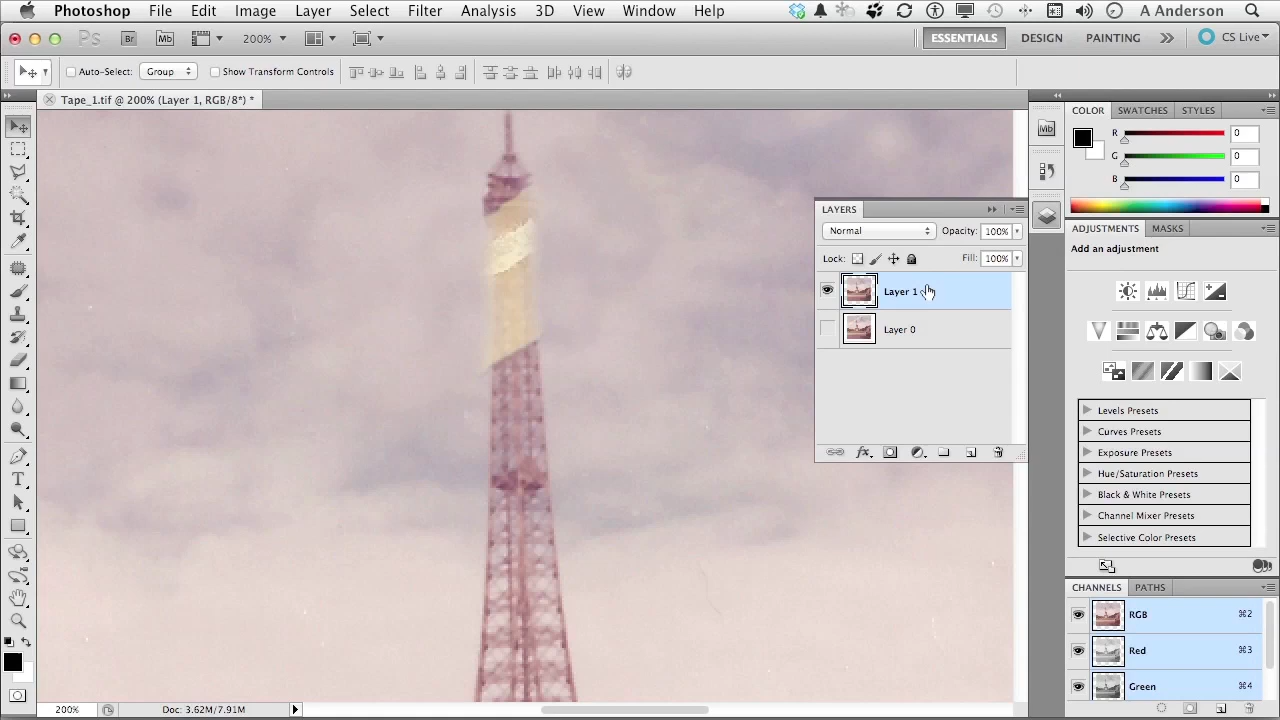 Photoshop File Edit Image Layer Select Filter Analysis 3D View Window Help A Anderson
Ps Br Mb 200% ESSENTIALS DESIGN PAINTING CS Live
Auto-Select: Group Show Transform Controls
Tape_1.tif @ 200% (Layer 1, RGB/8*) *
LAYERS
Normal Opacity: 100%
Lock: Fill: 100%
Layer 1
Layer 0
fx
Mb
COLOR SWATCHES STYLES
R 0
G 0
B 0
ADJUSTMENTS MASKS
Add an adjustment
Levels Presets
Curves Presets
Exposure Presets
Hue/Saturation Presets
Black & White Presets
Channel Mixer Presets
Selective Color Presets
CHANNELS PATHS
RGB ⌘2
Red ⌘3
Green ⌘4
T
200% Doc: 3.62M/7.91M